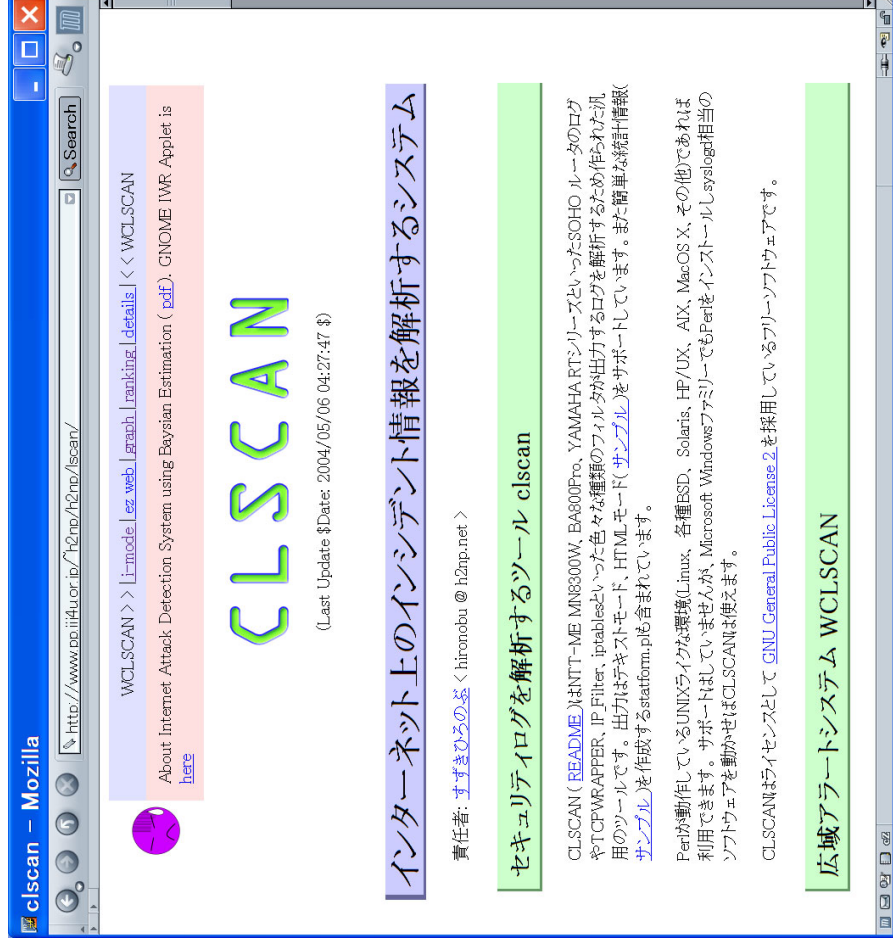 clscan - Mozilla
http://www.pp.iij4u.or.jp/~h2np/h2np/lscan/
Search
WCLSCAN > > | i-mode | ez web | graph | ranking | details | < < WCLSCAN
About Internet Attack Detection System using Baysian Estimation ( pdf ). GNOME IWR Applet is
here
CLSCAN
(Last Update $Date: 2004/05/06 04:27:47 $)
インターネット上のインシデント情報を解析するシステム
責任者: すずきひろのぶ < hironobu @ h2np.net >
セキュリティログを解析するツール clscan
CLSCAN ( README )はNTT-ME MN8300W、BA800Pro、YAMAHA RTシリーズといったSOHO ルータのログ
やTCPWRAPPER、IP Filter、iptablesといった色々な種類のフィルタが出力するログを解析するため作られた汎
用のツールです。出力はテキストモード、HTMLモード( サンプル )をサポートしています。また簡単な統計情報(
サンプル )を作成するstatform.plも含まれています。
Perlが動作しているUNIXライクな環境(Linux、各種BSD、Solaris、HP/UX、AIX、MacOS X、その他)であれば
利用できます。サポートはしていませんが、Microsoft WindowsファミリーでもPerlをインストールしsyslogd相当の
ソフトウェアを動かせばCLSCANは使えます。
CLSCANはライセンスとして GNU General Public License 2 を採用しているフリーソフトウェアです。
広域アラートシステム WCLSCAN